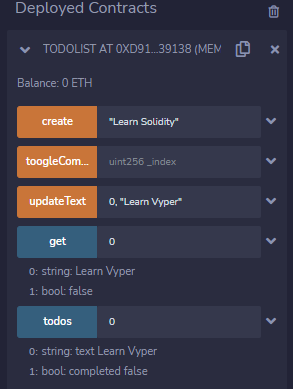 Deployed Contracts
TODOLIST AT 0XD91...39138 (MEM
Balance: 0 ETH
create "Learn Solidity"
toogleCom... uint256 _index
updateText 0, "Learn Vyper"
get 0
0: string: Learn Vyper
1: bool: false
todos 0
0: string: text Learn Vyper
1: bool: completed false